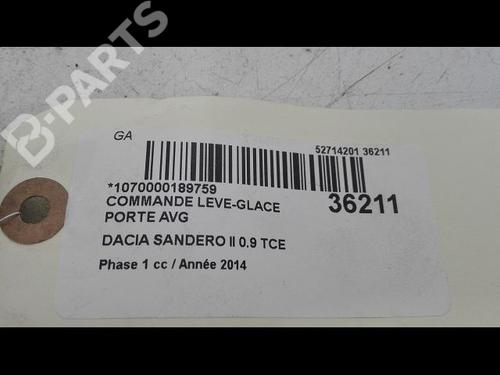 B-PARTS
GA
52714201 36211
*1070000189759
COMMANDE LEVE-GLACE
PORTE AVG
36211
DACIA SANDERO II 0.9 TCE
Phase 1 cc / Année 2014